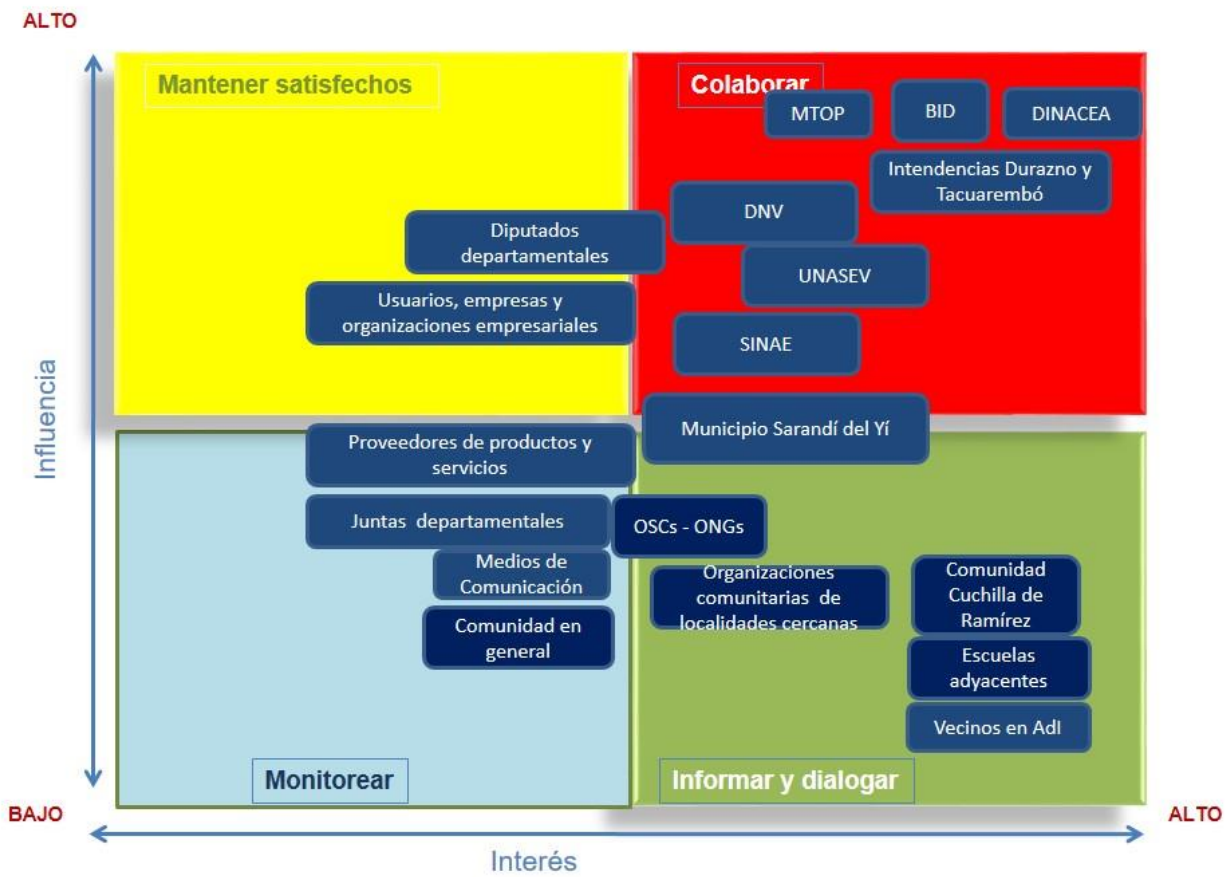 ALTO
Mantener satisfechos
Colaborar
MTOP
BID
DINACEA
Intendencias Durazno y
Tacuarembó
DNV
Diputados
departamentales
UNASEV
Usuarios, empresas y
organizaciones empresariales
SINAE
Influencia
Municipio Sarandí del Yí
Proveedores de productos y
servicios
Juntas departamentales
OSCs - ONGs
Medios de
Comunicación
Organizaciones
comunitarias de
localidades cercanas
Comunidad
Cuchilla de
Ramírez
Comunidad en
general
Escuelas
adyacentes
Vecinos en AdI
Monitorear
Informar y dialogar
BAJO
ALTO
Interés